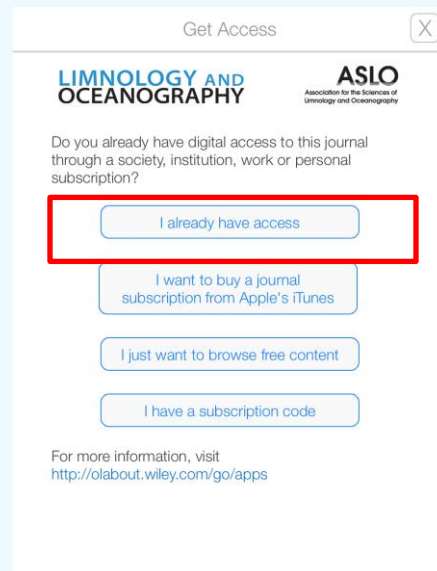 Get Access
X
LIMNOLOGY AND
OCEANOGRAPHY
ASLO
Association for the Sciences of
Limnology and Oceanography
Do you already have digital access to this journal
through a society, institution, work or personal
subscription?
I already have access
I want to buy a journal
subscription from Apple's iTunes
I just want to browse free content
I have a subscription code
For more information, visit
http://olabout.wiley.com/go/apps